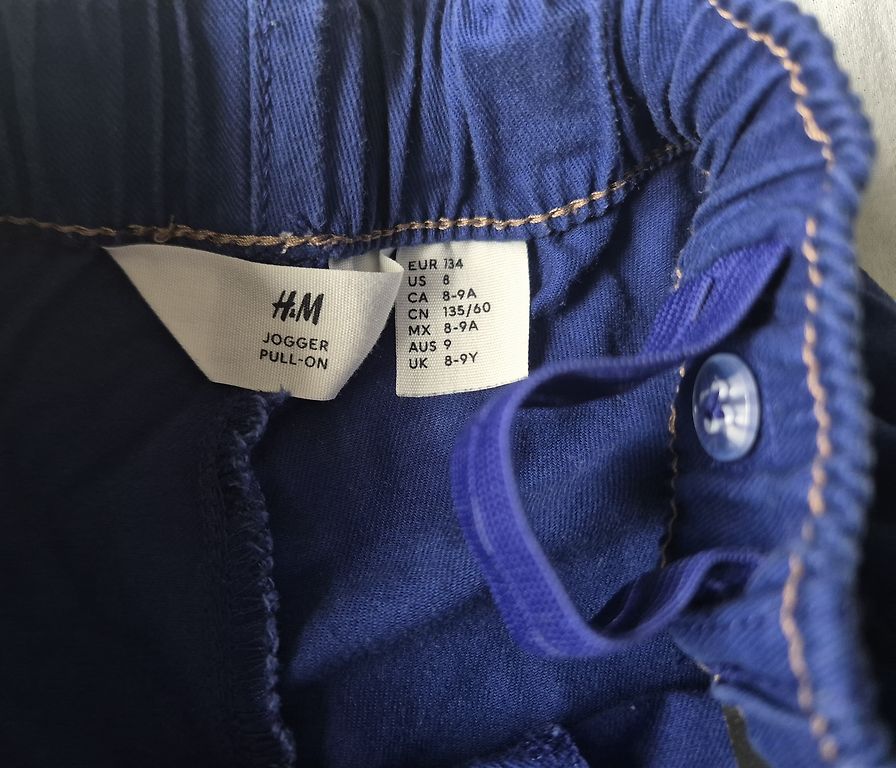 H&M
JOGGER
PULL-ON
EUR 134
US 8
CA 8-9A
CN 135/60
MX 8-9A
AUS 9
UK 8-9Y